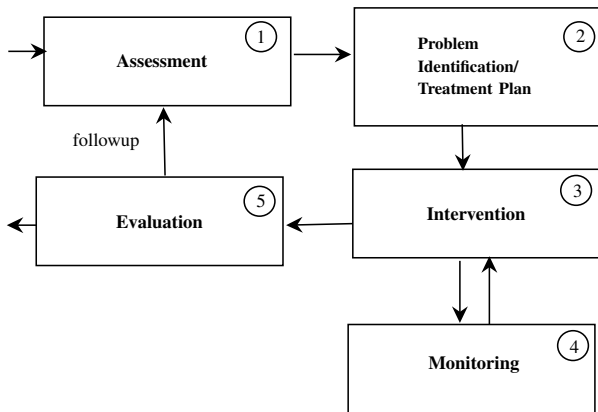 1
Assessment
2
Problem
Identification/
Treatment Plan
followup
5
Evaluation
3
Intervention
4
Monitoring